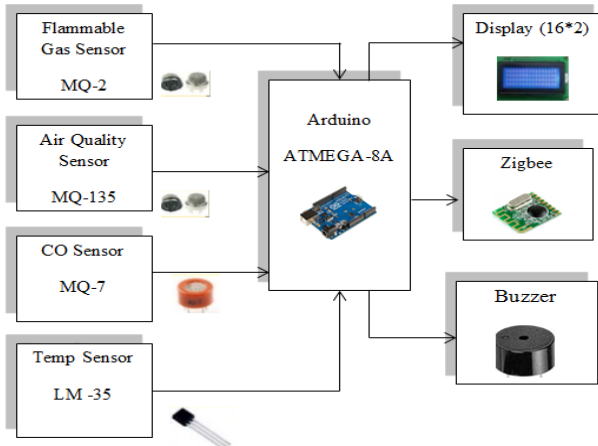 Flammable
Gas Sensor
MQ-2
Air Quality
Sensor
MQ-135
CO Sensor
MQ-7
Temp Sensor
LM -35
Arduino
ATMEGA-8A
Display (16*2)
Zigbee
Buzzer